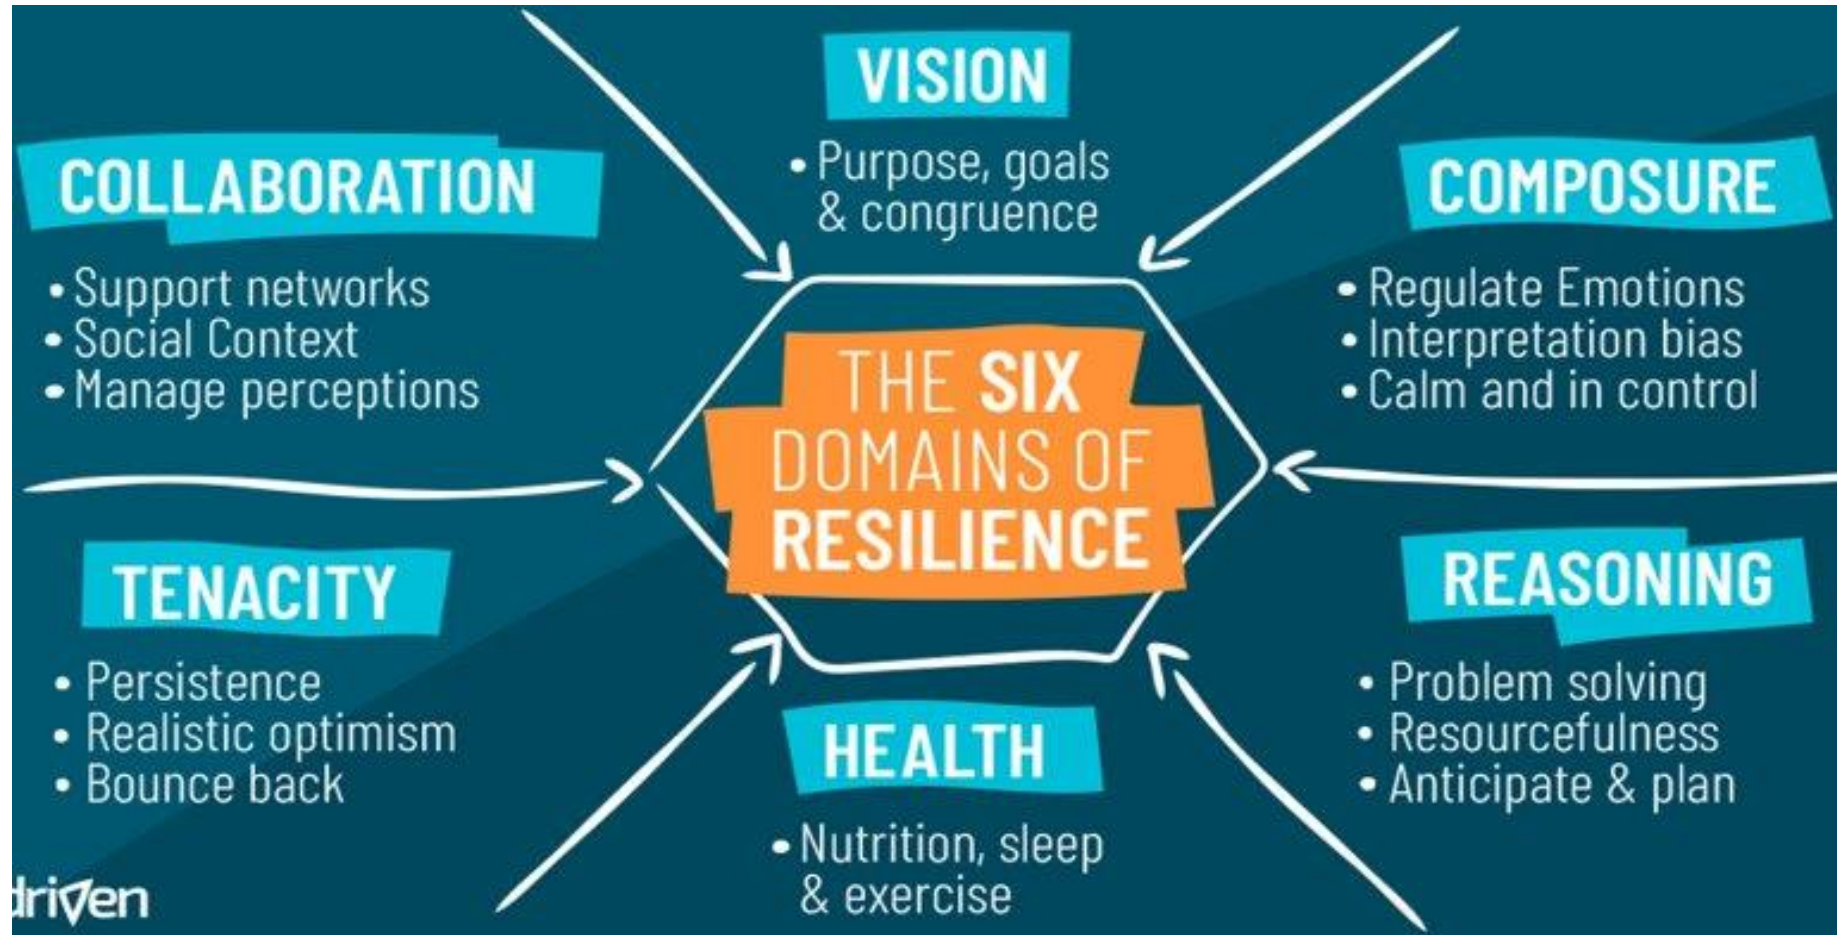 VISION
• Purpose, goals
& congruence
COLLABORATION
• Support networks
• Social Context
• Manage perceptions
COMPOSURE
• Regulate Emotions
• Interpretation bias
• Calm and in control
THE SIX
DOMAINS OF
RESILIENCE
TENACITY
• Persistence
• Realistic optimism
• Bounce back
REASONING
• Problem solving
• Resourcefulness
• Anticipate & plan
HEALTH
• Nutrition, sleep
& exercise
driven